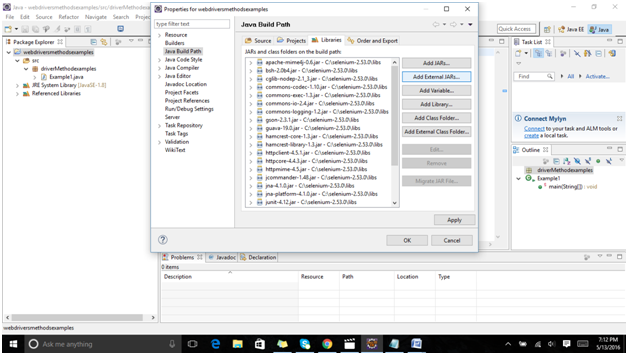 Java - webdriversmethodsexamples
Properties for webdriversmethodsexamples
File Edit Source Refactor Navigate Search Project
type filter text
Java Build Path
Quick Access
Java EE
Java
Package Explorer
webdriversmethodsexamples
src
driverMethodexamples
Example1.java
JRE System Library [JavaSE-1.8]
Referenced Libraries
Resource
Builders
Java Build Path
Java Code Style
Java Compiler
Java Editor
Javadoc Location
Project Facets
Project References
Run/Debug Settings
Server
Task Repository
Task Tags
Validation
WikiText
Source Projects Libraries Order and Export
JARs and class folders on the build path:
apache-mime4j-0.6.jar - C:\selenium-2.53.0\libs
bsh-2.0b4.jar - C:\selenium-2.53.0\libs
cglib-nodep-2.1_3.jar - C:\selenium-2.53.0\libs
commons-codec-1.10.jar - C:\selenium-2.53.0\libs
commons-exec-1.3.jar - C:\selenium-2.53.0\libs
commons-io-2.4.jar - C:\selenium-2.53.0\libs
commons-logging-1.2.jar - C:\selenium-2.53.0\libs
gson-2.3.1.jar - C:\selenium-2.53.0\libs
guava-19.0.jar - C:\selenium-2.53.0\libs
hamcrest-core-1.3.jar - C:\selenium-2.53.0\libs
hamcrest-library-1.3.jar - C:\selenium-2.53.0\libs
httpclient-4.5.1.jar - C:\selenium-2.53.0\libs
httpcore-4.4.3.jar - C:\selenium-2.53.0\libs
httpmime-4.5.jar - C:\selenium-2.53.0\libs
jcommander-1.48.jar - C:\selenium-2.53.0\libs
jna-4.1.0.jar - C:\selenium-2.53.0\libs
jna-platform-4.1.0.jar - C:\selenium-2.53.0\libs
junit-4.12.jar - C:\selenium-2.53.0\libs
Add JARs...
Add External JARs...
Add Variable...
Add Library...
Add Class Folder...
Add External Class Folder...
Edit...
Remove
Migrate JAR File...
Apply
OK
Cancel
Task List
Find
All
Activate...
Connect Mylyn
Connect to your task and ALM tools or
create a local task.
Outline
driverMethodexamples
Example1
main(String[]) : void
Problems Javadoc Declaration
0 items
Description Resource Path Location Type
webdriversmethodsexamples
Ask me anything
7:12 PM
5/13/2016